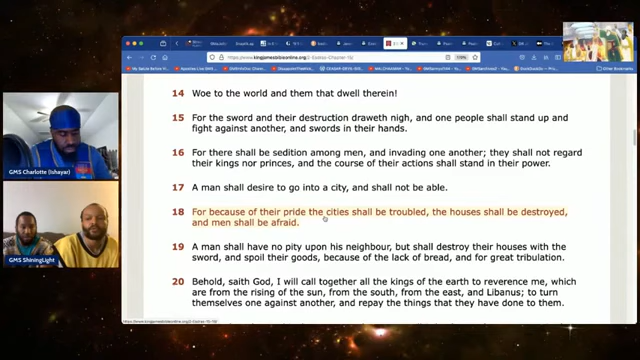 https://www.kingjamesbibleonline.org/2-Esdras-Chapter-15/
14 Woe to the world and them that dwell therein!
15 For the sword and their destruction draweth nigh, and one people shall stand up and
fight against another, and swords in their hands.
16 For there shall be sedition among men, and invading one another; they shall not regard
their kings nor princes, and the course of their actions shall stand in their power.
17 A man shall desire to go into a city, and shall not be able.
18 For because of their pride the cities shall be troubled, the houses shall be destroyed,
and men shall be afraid.
19 A man shall have no pity upon his neighbour, but shall destroy their houses with the
sword, and spoil their goods, because of the lack of bread, and for great tribulation.
20 Behold, saith God, I will call together all the kings of the earth to reverence me, which
are from the rising of the sun, from the south, from the east, and Libanus; to turn
themselves one against another, and repay the things that they have done to them.
GMS Charlotte (Ishayar)
GMS ShiningLight